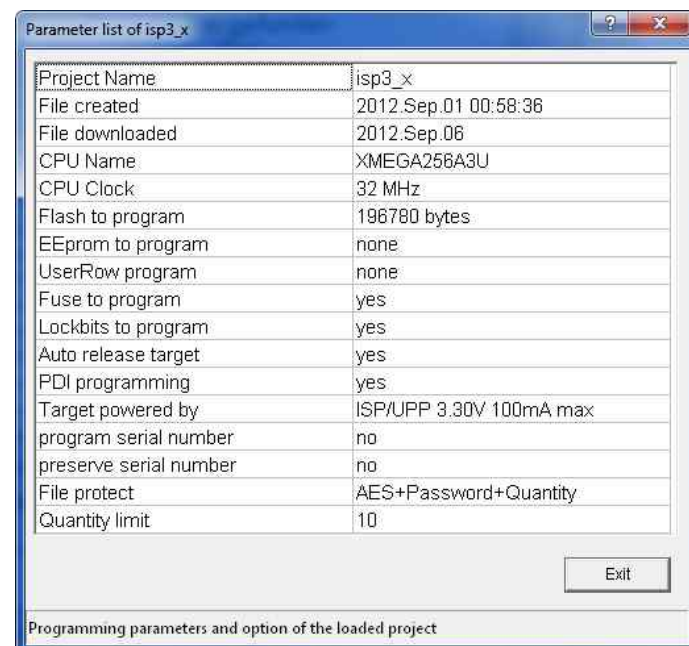 Parameter list of isp3_x
Project Name isp3_x
File created 2012.Sep.01 00:58:36
File downloaded 2012.Sep.06
CPU Name XMEGA256A3U
CPU Clock 32 MHz
Flash to program 196780 bytes
EEprom to program none
UserRow program none
Fuse to program yes
Lockbits to program yes
Auto release target yes
PDI programming yes
Target powered by ISP/UPP 3.30V 100mA max
program serial number no
preserve serial number no
File protect AES+Password+Quantity
Quantity limit 10
Exit
Programming parameters and option of the loaded project